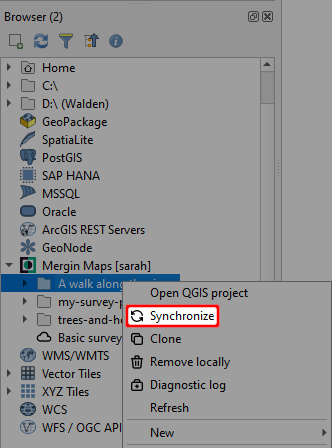 Browser (2)
Home
C:\
D:\ (Walden)
GeoPackage
SpatiaLite
PostGIS
SAP HANA
MSSQL
Oracle
ArcGIS REST Servers
GeoNode
Mergin Maps [sarah]
A walk along
my-survey-
trees-and-
Basic survey
WMS/WMTS
Vector Tiles
XYZ Tiles
WCS
WFS / OGC API
Open QGIS project
Synchronize
Clone
Remove locally
Diagnostic log
Refresh
New